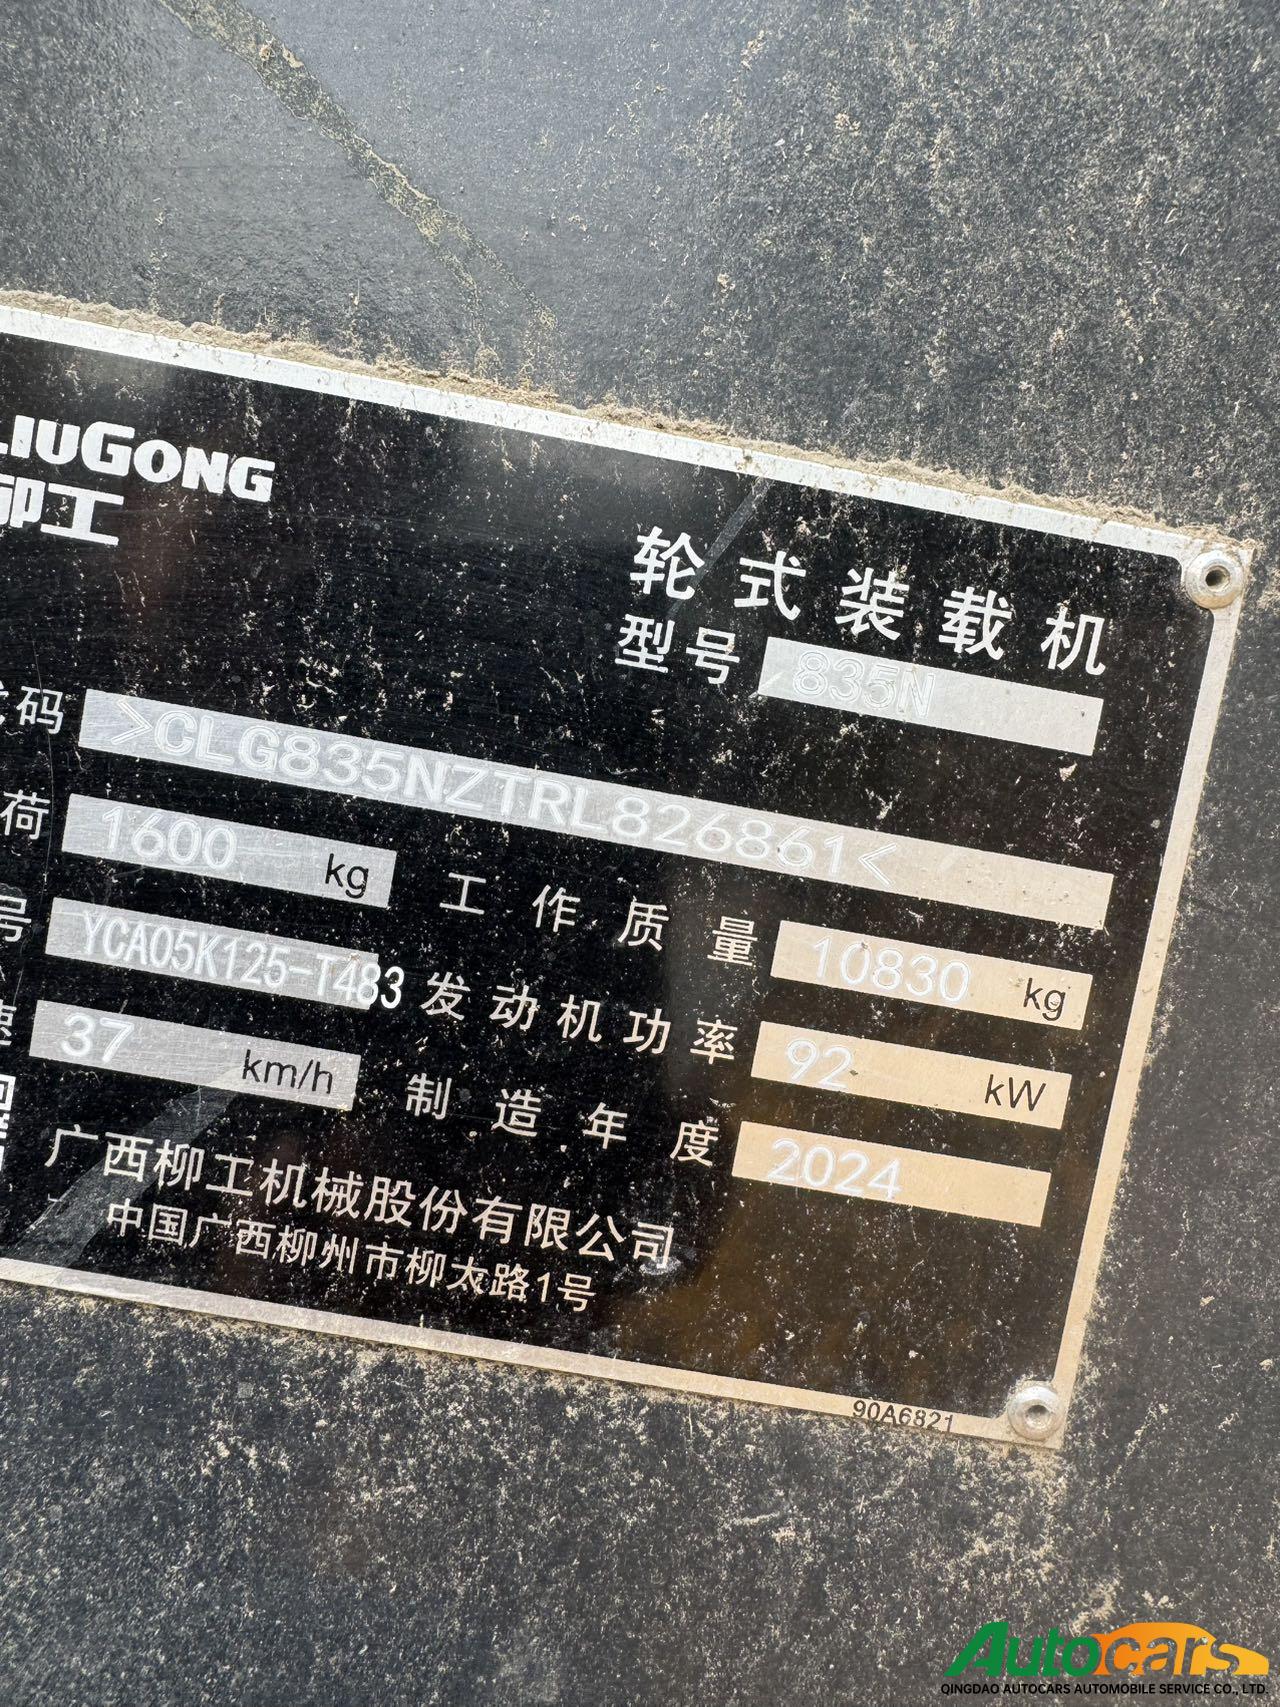 LIUGONG
柳工
轮式装载机
型号 835N
代码 >CLG835NZTRL826861<
荷 1600 kg 工作质量 10830 kg
号 YCA05K125-T483 发动机功率 92 kW
速 37 km/h 制造年度 2024
广西柳工机械股份有限公司
中国广西柳州市柳太路1号
90A6821
Autocars
QINGDAO AUTOCARS AUTOMOBILE SERVICE CO., LTD.